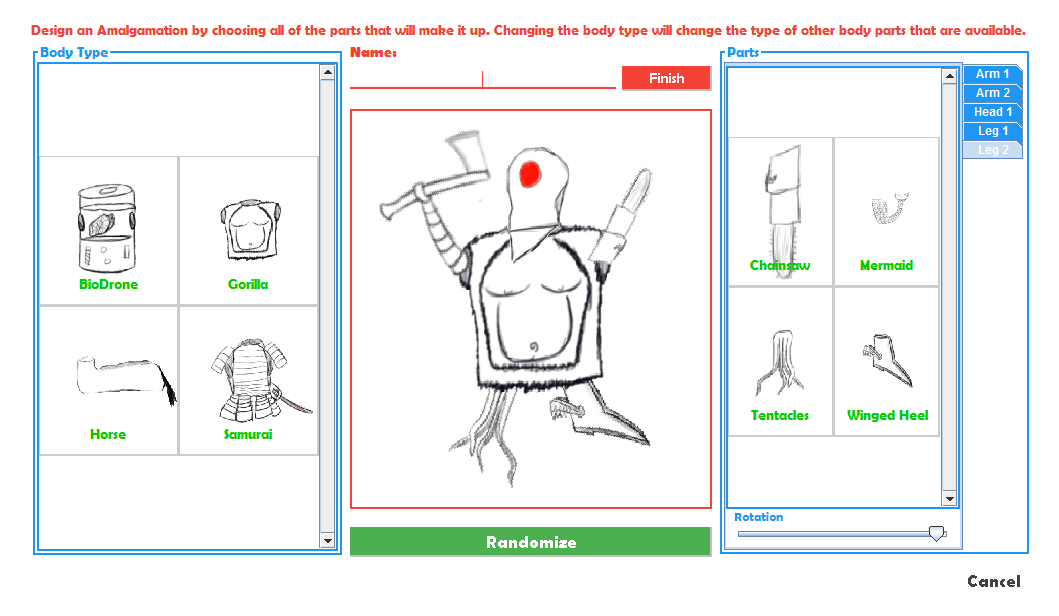 Design an Amalgamation by choosing all of the parts that will make it up. Changing the body type will change the type of other body parts that are available.
Body Type
BioDrone
Gorilla
Horse
Samurai
Name:
Finish
Randomize
Parts
Chainsaw
Mermaid
Tentacles
Winged Heel
Rotation
Arm 1
Arm 2
Head 1
Leg 1
Leg 2
Cancel